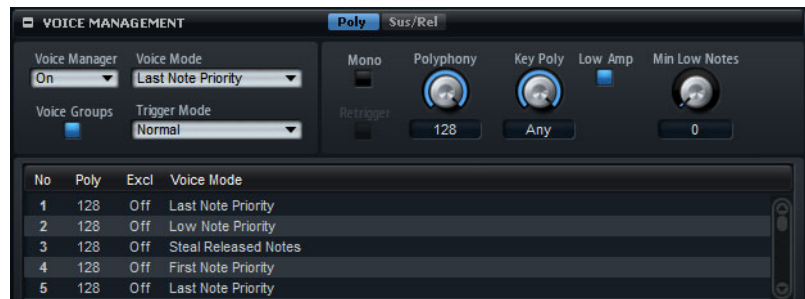 VOICE MANAGEMENT Poly Sus/Rel
Voice Manager Voice Mode Mono Polyphony Key Poly Low Amp Min Low Notes
On Last Note Priority
Voice Groups Trigger Mode Retrigger
Normal 128 Any 0
No Poly Excl Voice Mode
1 128 Off Last Note Priority
2 128 Off Low Note Priority
3 128 Off Steal Released Notes
4 128 Off First Note Priority
5 128 Off Last Note Priority